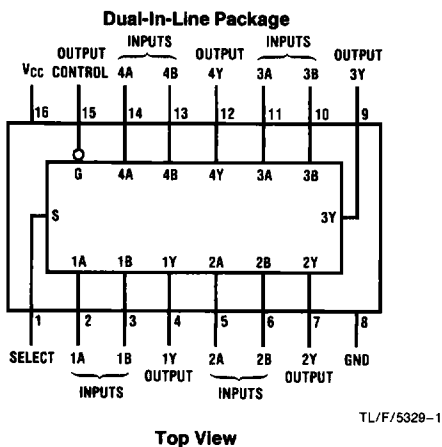 Dual-In-Line Package
OUTPUT INPUTS OUTPUT INPUTS OUTPUT
VCC CONTROL 4A 4B 4Y 3A 3B 3Y
16 15 14 13 12 11 10 9
G 4A 4B 4Y 3A 3B
S 3Y
1A 1B 1Y 2A 2B 2Y
1 2 3 4 5 6 7 8
SELECT 1A 1B 1Y 2A 2B 2Y GND
INPUTS OUTPUT INPUTS OUTPUT
TL/F/5329-1
Top View